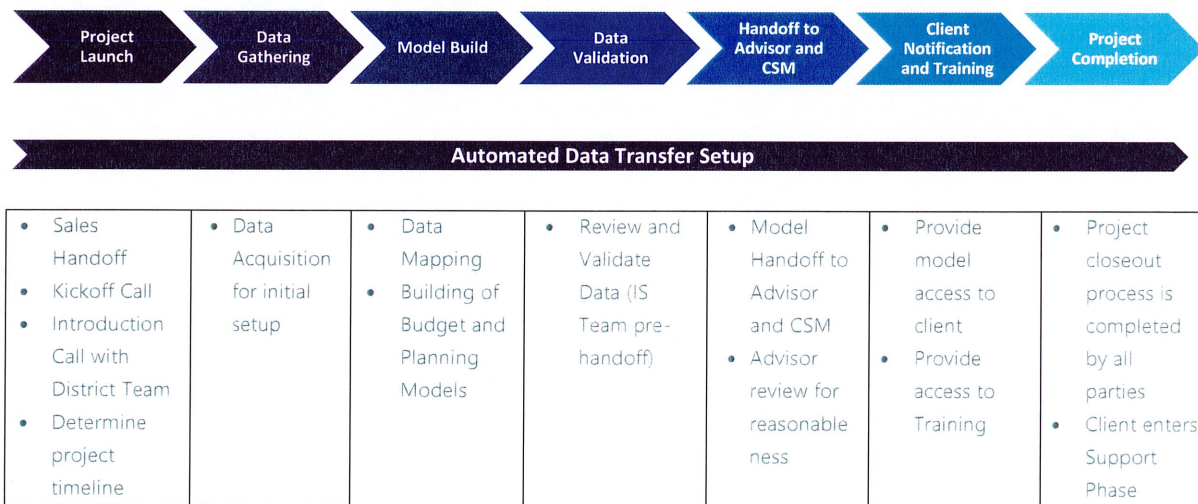 Project
Launch
Data
Gathering
Model Build
Data
Validation
Handoff to
Advisor and
CSM
Client
Notification
and Training
Project
Completion
Automated Data Transfer Setup
• Sales
Handoff
• Kickoff Call
• Introduction
Call with
District Team
• Determine
project
timeline
• Data
Acquisition
for initial
setup
• Data
Mapping
• Building of
Budget and
Planning
Models
• Review and
Validate
Data (IS
Team pre-
handoff)
• Model
Handoff to
Advisor
and CSM
• Advisor
review for
reasonable
ness
• Provide
model
access to
client
• Provide
access to
Training
• Project
closeout
process is
completed
by all
parties
• Client enters
Support
Phase